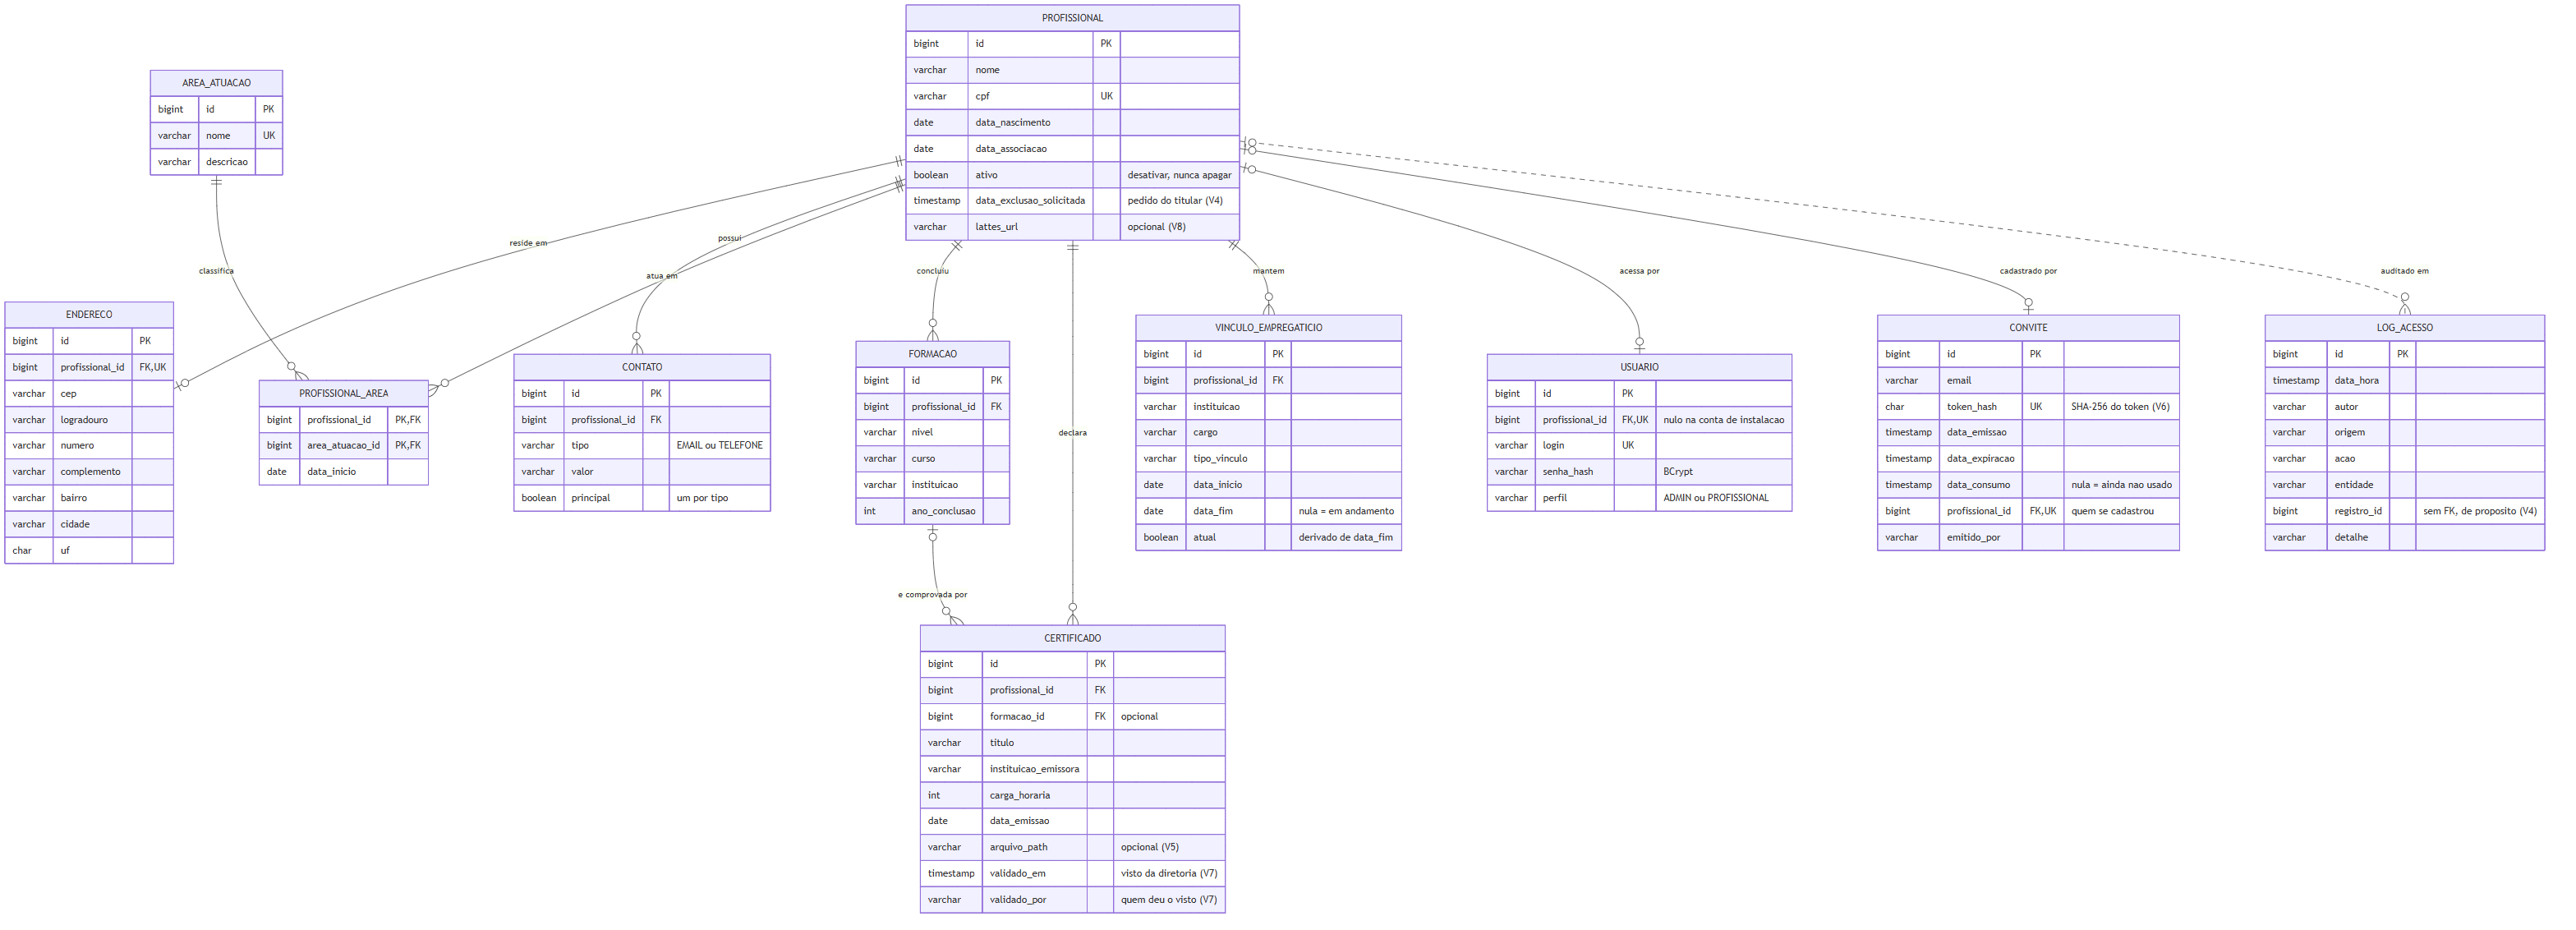 PROFISSIONAL
bigint id PK
varchar nome
varchar cpf UK
date data_nascimento
date data_associacao
boolean ativo desativar, nunca apagar
timestamp data_exclusao_solicitada pedido do titular (V4)
varchar lattes_url opcional (V8)
AREA_ATUACAO
bigint id PK
varchar nome UK
varchar descricao
reside em
possui
atua em
classifica
concluiu
mantem
acessa por
cadastrado por
auditado em
declara
ENDERECO
bigint id PK
bigint profissional_id FK,UK
varchar cep
varchar logradouro
varchar numero
varchar complemento
varchar bairro
varchar cidade
char uf
PROFISSIONAL_AREA
bigint profissional_id PK,FK
bigint area_atuacao_id PK,FK
date data_inicio
CONTATO
bigint id PK
bigint profissional_id FK
varchar tipo EMAIL ou TELEFONE
varchar valor
boolean principal um por tipo
FORMACAO
bigint id PK
bigint profissional_id FK
varchar nivel
varchar curso
varchar instituicao
int ano_conclusao
VINCULO_EMPREGATICIO
bigint id PK
bigint profissional_id FK
varchar instituicao
varchar cargo
varchar tipo_vinculo
date data_inicio
date data_fim nula = em andamento
boolean atual derivado de data_fim
USUARIO
bigint id PK
bigint profissional_id FK,UK nulo na conta de instalacao
varchar login UK
varchar senha_hash BCrypt
varchar perfil ADMIN ou PROFISSIONAL
CONVITE
bigint id PK
varchar email
char token_hash UK SHA-256 do token (V6)
timestamp data_emissao
timestamp data_expiracao
timestamp data_consumo nula = ainda nao usado
bigint profissional_id FK,UK quem se cadastrou
varchar emitido_por
LOG_ACESSO
bigint id PK
timestamp data_hora
varchar autor
varchar origem
varchar acao
varchar entidade
bigint registro_id sem FK, de proposito (V4)
varchar detalhe
e comprovada por
CERTIFICADO
bigint id PK
bigint profissional_id FK
bigint formacao_id FK opcional
varchar titulo
varchar instituicao_emissora
int carga_horaria
date data_emissao
varchar arquivo_path opcional (V5)
timestamp validado_em visto da diretoria (V7)
varchar validado_por quem deu o visto (V7)